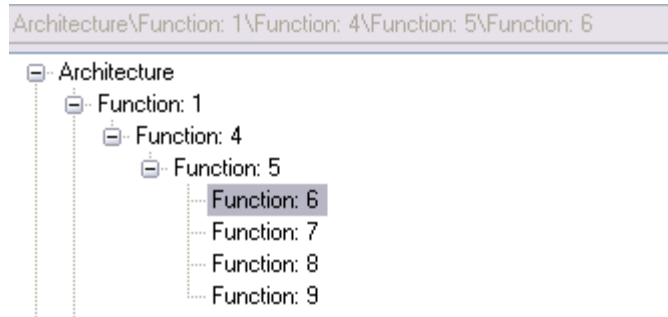 Architecture\Function: 1\Function: 4\Function: 5\Function: 6
Architecture
Function: 1
Function: 4
Function: 5
Function: 6
Function: 7
Function: 8
Function: 9